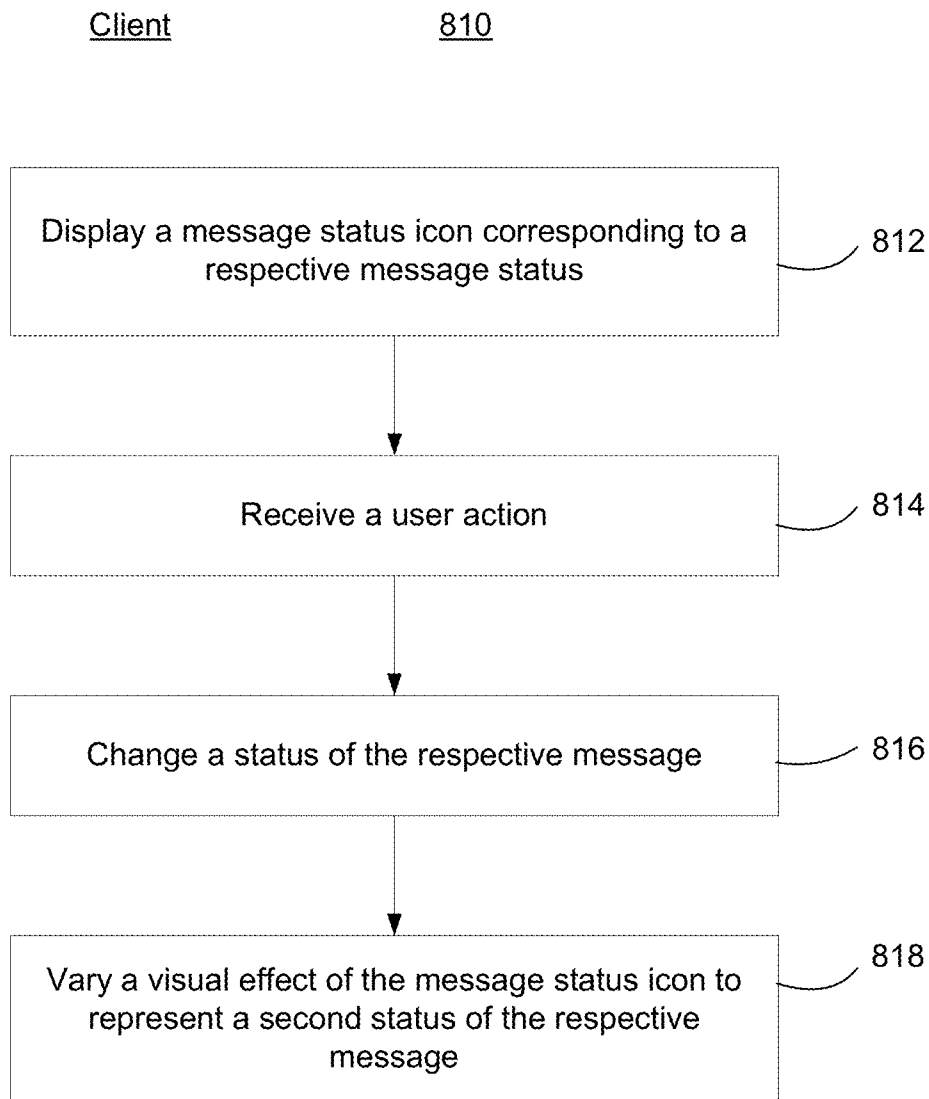 Client 810
Display a message status icon corresponding to a
respective message status
812
Receive a user action
814
Change a status of the respective message
816
Vary a visual effect of the message status icon to
represent a second status of the respective
message
818